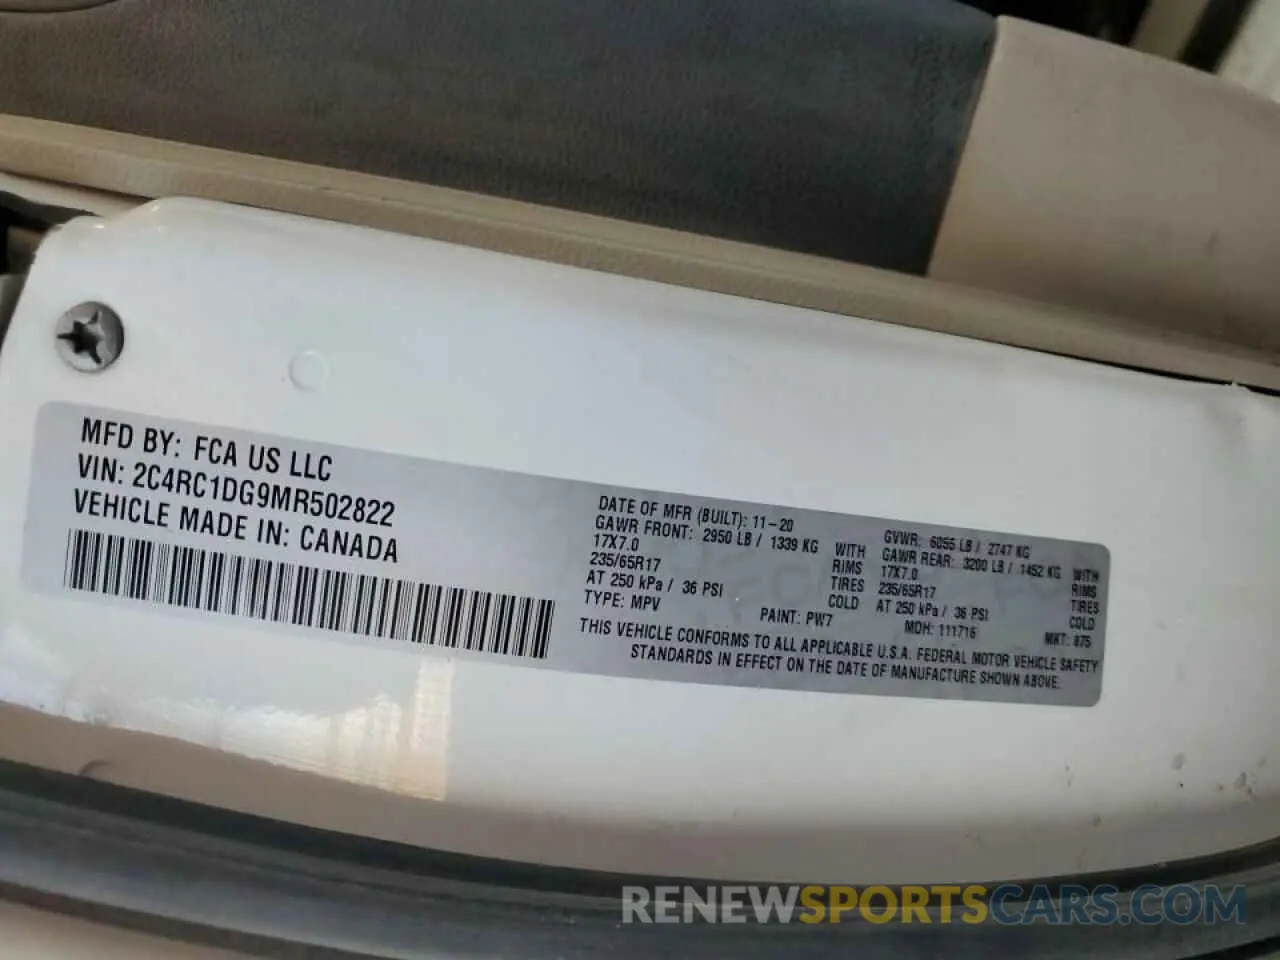 MFD BY: FCA US LLC
VIN: 2C4RC1DG9MR502822
VEHICLE MADE IN: CANADA
DATE OF MFR (BUILT): 11-20
GAWR FRONT: 2950 LB / 1339 KG WITH
17X7.0 RIMS
235/65R17 TIRES
AT 250 kPa / 36 PSI COLD
TYPE: MPV PAINT: PW7
GVWR: 6055 LB / 2747 KG
GAWR REAR: 3200 LB / 1452 KG WITH
17X7.0 RIMS
235/65R17 TIRES
AT 250 kPa / 36 PSI COLD
MDH: 111716 MKT: 875
THIS VEHICLE CONFORMS TO ALL APPLICABLE U.S.A. FEDERAL MOTOR VEHICLE SAFETY
STANDARDS IN EFFECT ON THE DATE OF MANUFACTURE SHOWN ABOVE.
RENEWSPORTSCARS.COM